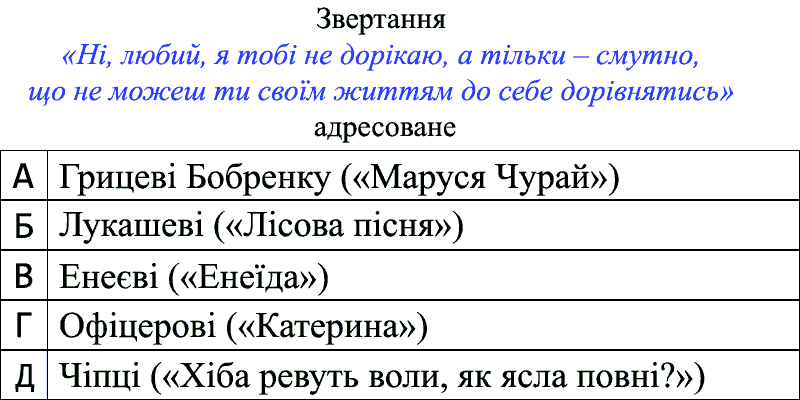 Звертання
«Ні, любий, я тобі не дорікаю, а тільки – смутно,
що не можеш ти своїм життям до себе дорівнятись»
адресоване
А Грицеві Бобренку («Маруся Чурай»)
Б Лукашеві («Лісова пісня»)
В Енеєві («Енеїда»)
Г Офіцерові («Катерина»)
Д Чіпці («Хіба ревуть воли, як ясла повні?»)